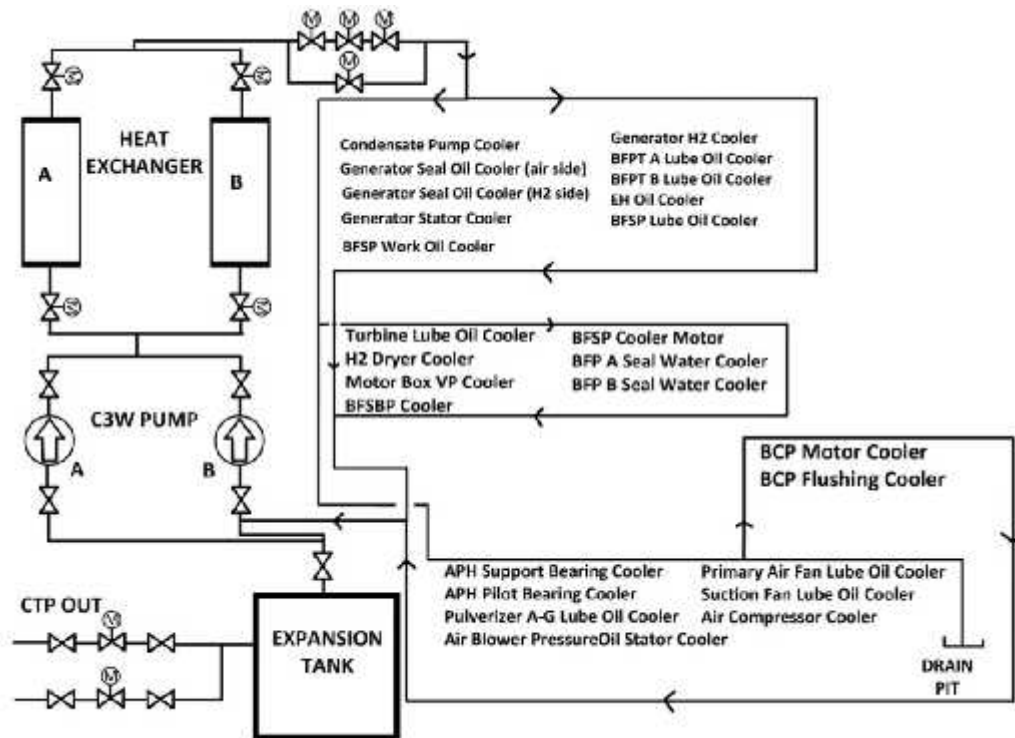 M
M
M
M
HEAT
EXCHANGER
A
B
Condensate Pump Cooler
Generator Seal Oil Cooler (air side)
Generator Seal Oil Cooler (H2 side)
Generator Stator Cooler
BFSP Work Oil Cooler
Generator H2 Cooler
BFPT A Lube Oil Cooler
BFPT B Lube Oil Cooler
EH Oil Cooler
BFSP Lube Oil Cooler
M
M
M
M
Turbine Lube Oil Cooler
H2 Dryer Cooler
Motor Box VP Cooler
BFSBP Cooler
BFSP Cooler Motor
BFP A Seal Water Cooler
BFP B Seal Water Cooler
C3W PUMP
A
B
BCP Motor Cooler
BCP Flushing Cooler
APH Support Bearing Cooler
APH Pilot Bearing Cooler
Pulverizer A-G Lube Oil Cooler
Air Blower PressureOil Stator Cooler
Primary Air Fan Lube Oil Cooler
Suction Fan Lube Oil Cooler
Air Compressor Cooler
CTP OUT
M
M
EXPANSION
TANK
DRAIN
PIT